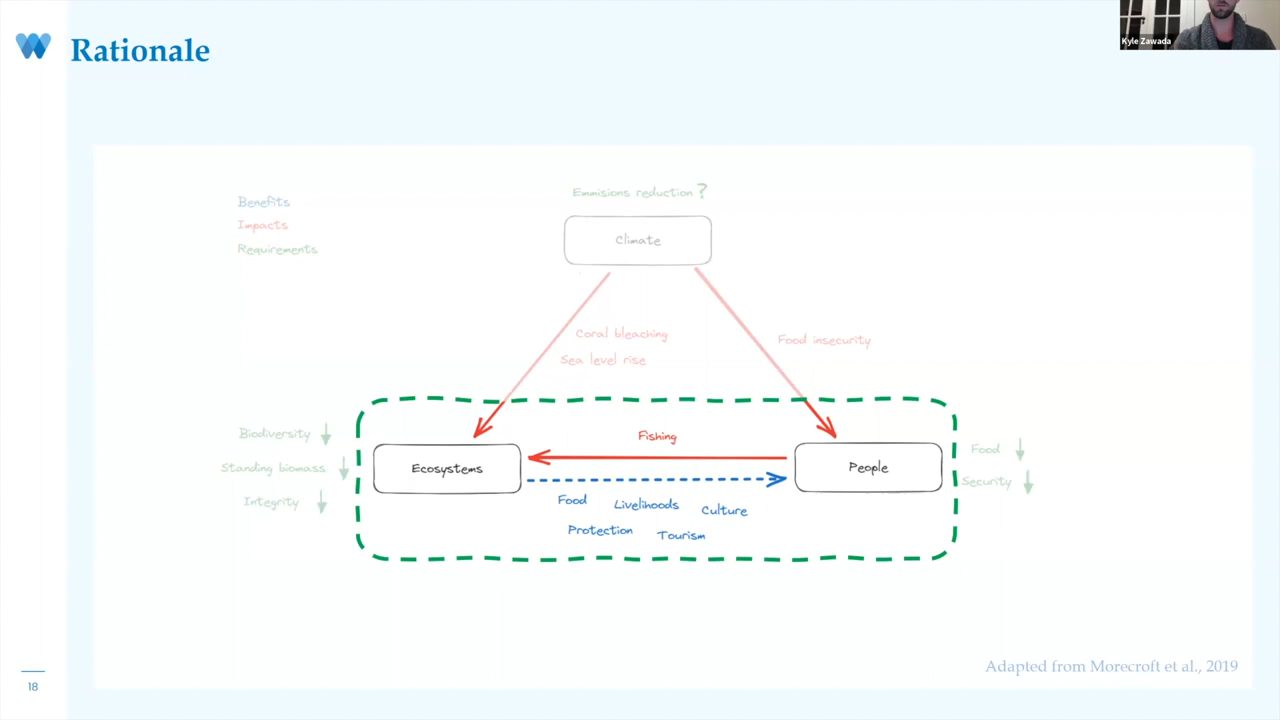 Rationale
Kyle Zawada
Benefits
Impacts
Requirements
Emmisions reduction ?
Climate
Coral bleaching
Sea level rise
Food insecurity
Biodiversity
Standing biomass
Integrity
Ecosystems
Fishing
People
Food Livelihoods Culture
Protection Tourism
Food
Security
Adapted from Morecroft et al., 2019
18